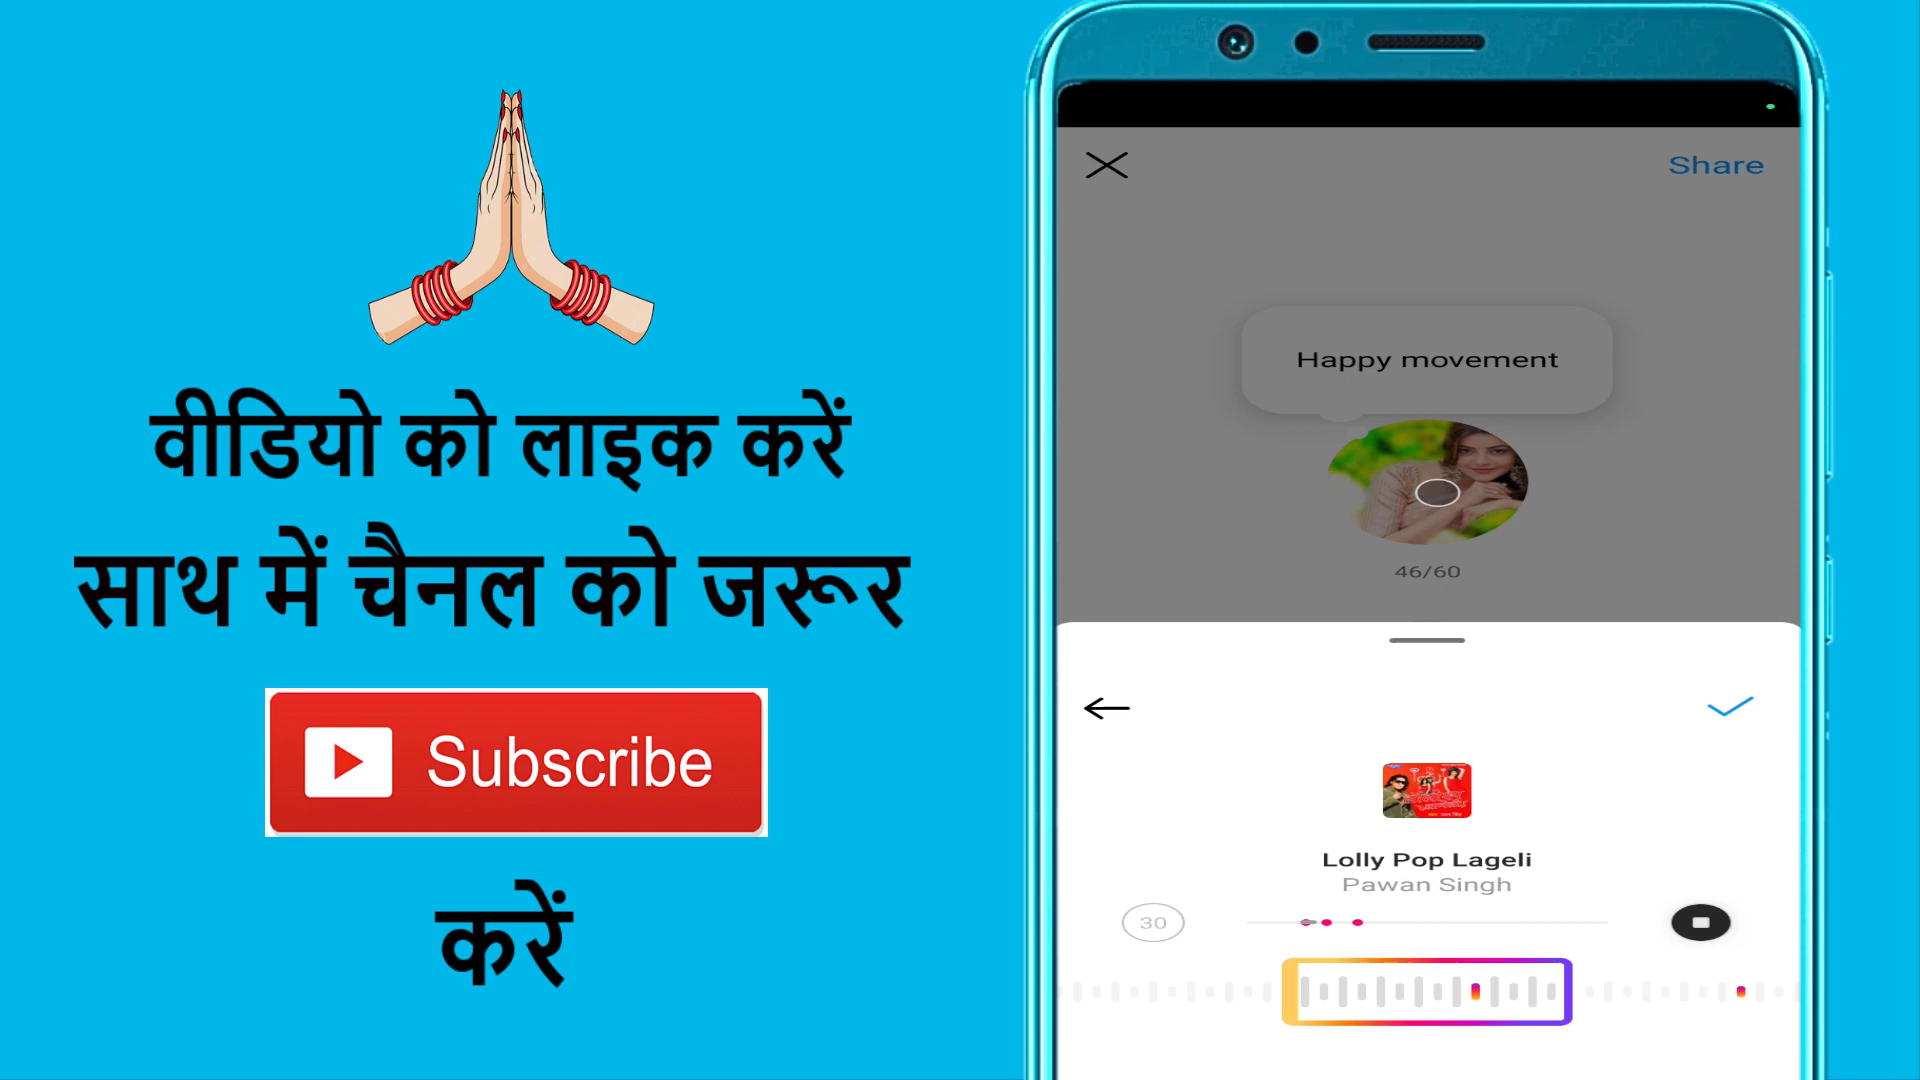 वीडियो को लाइक करें
साथ में चैनल को जरूर
Subscribe
करें
Share
Happy movement
46/60
Lolly Pop Lageli
Pawan Singh
30